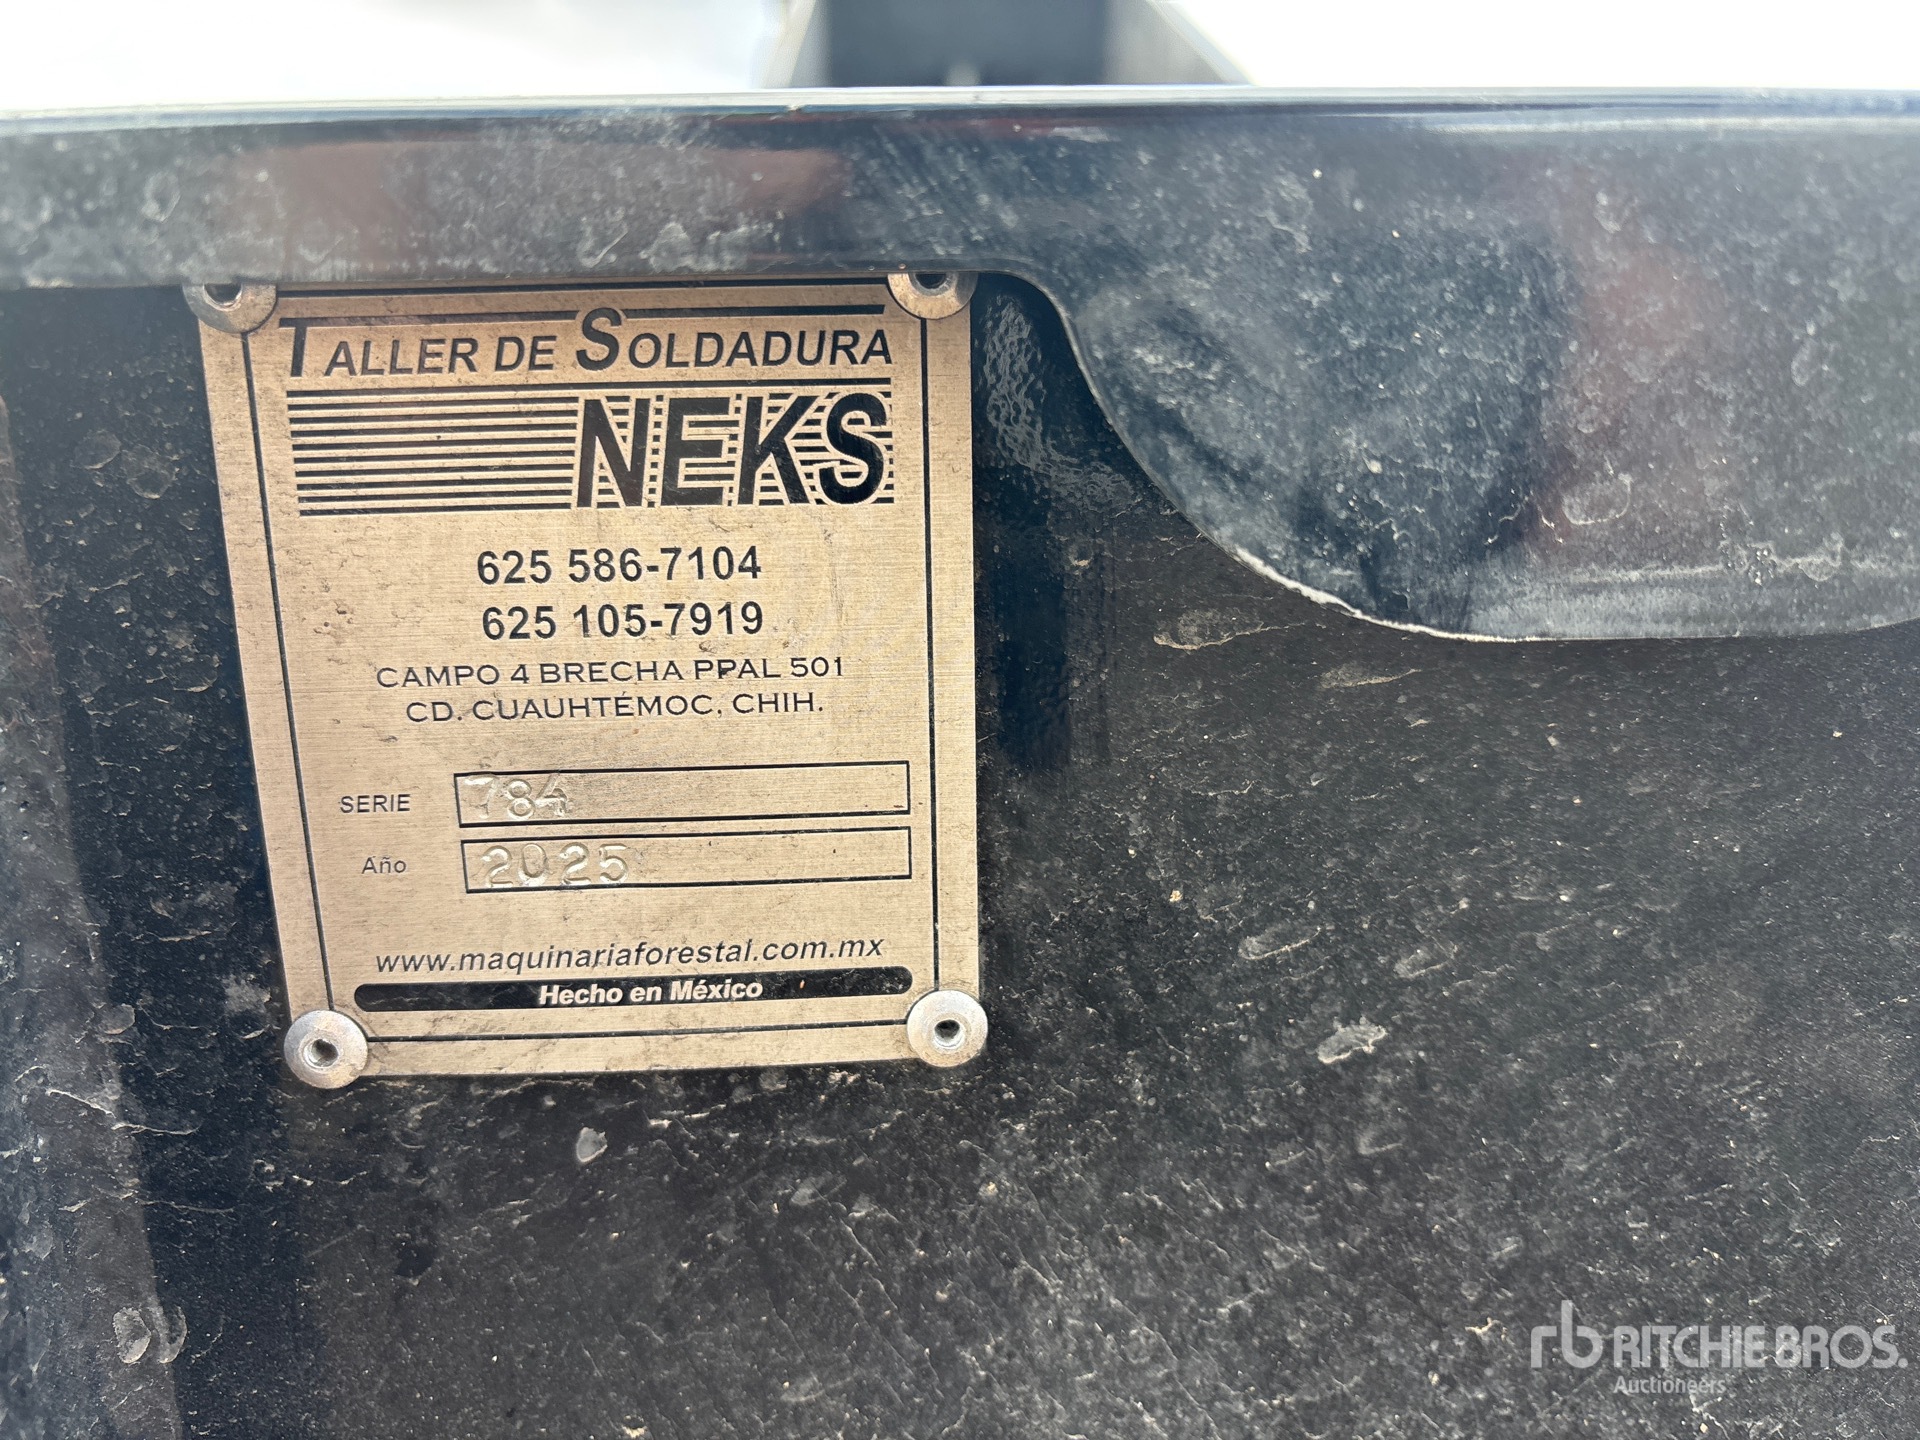 TALLER DE SOLDADURA
NEKS
625 586-7104
625 105-7919
CAMPO 4 BRECHA PPAL 501
CD. CUAUHTÉMOC, CHIH.
SERIE 784
Año 2025
www.maquinariaforestal.com.mx
Hecho en México
rb RITCHIE BROS.
Auctioneers